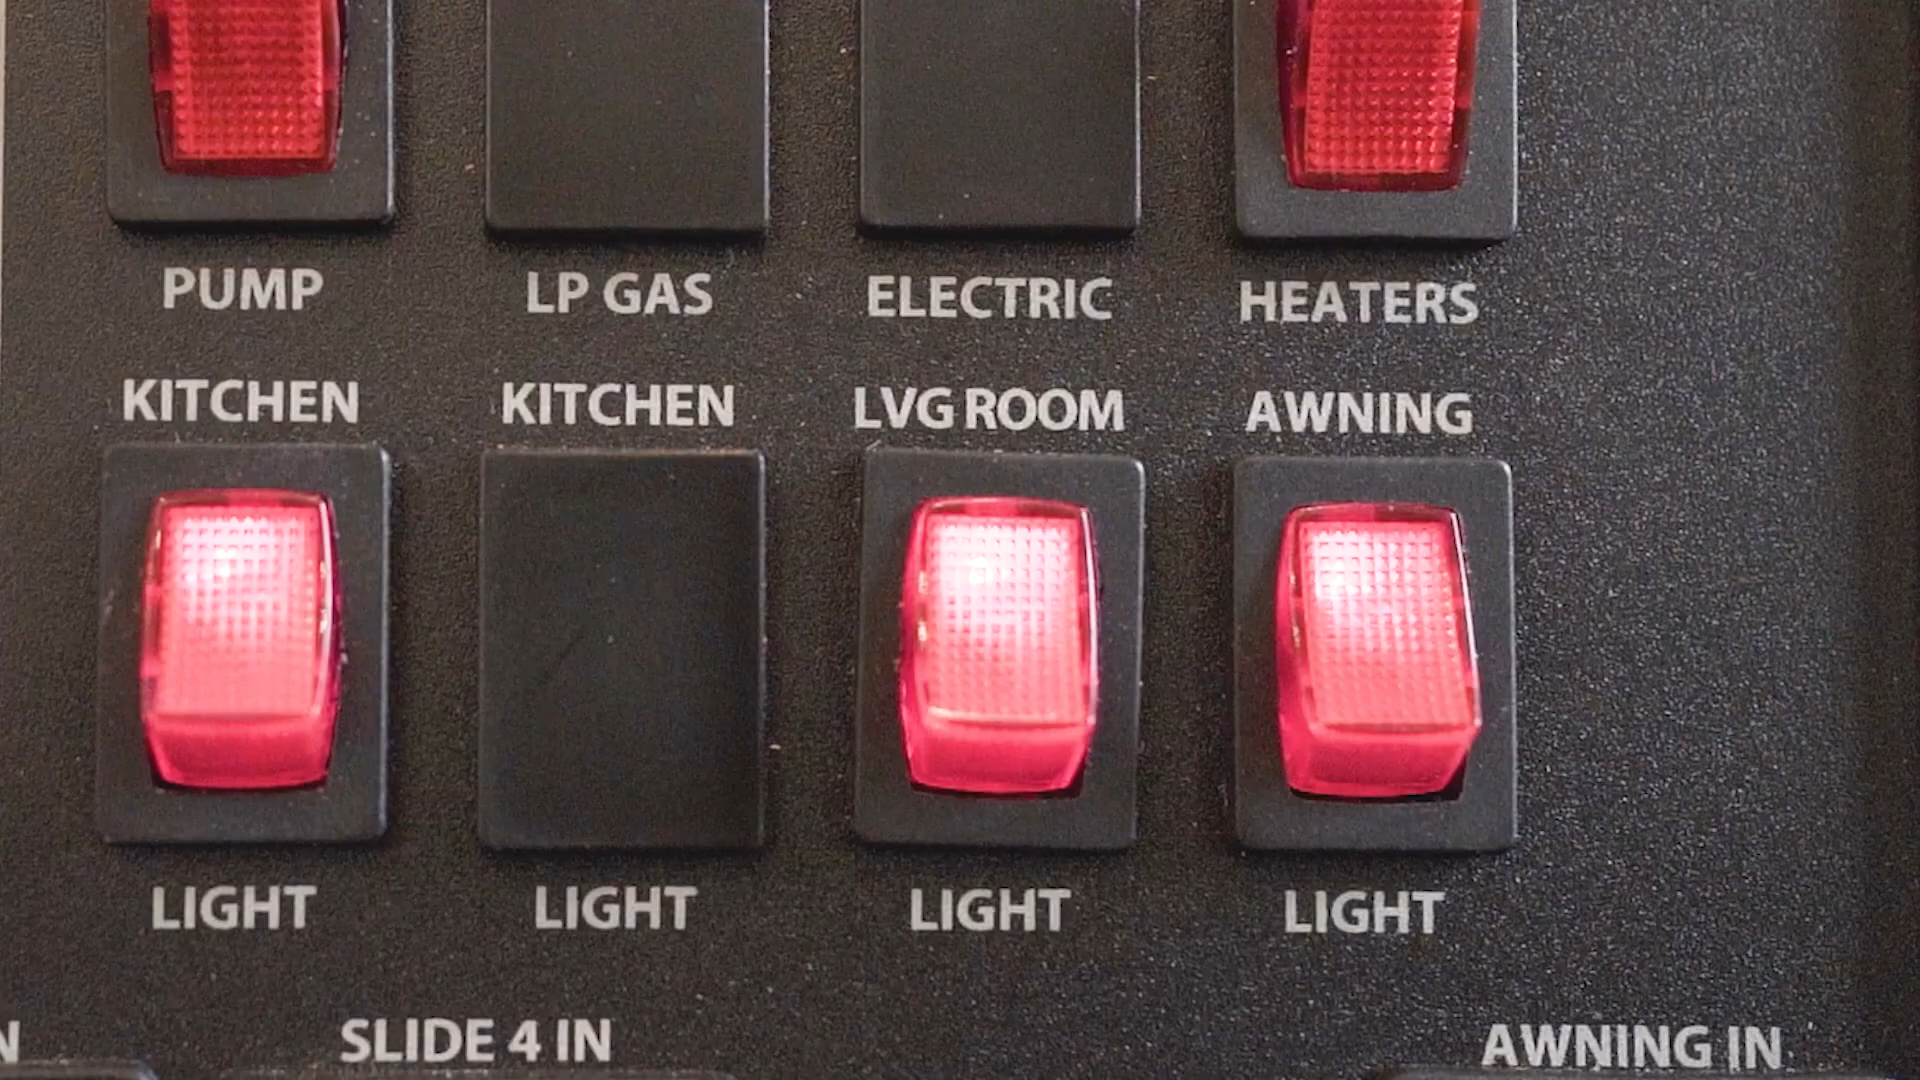 PUMP LP GAS ELECTRIC HEATERS
KITCHEN KITCHEN LVG ROOM AWNING
LIGHT LIGHT LIGHT LIGHT
SLIDE 4 IN AWNING IN